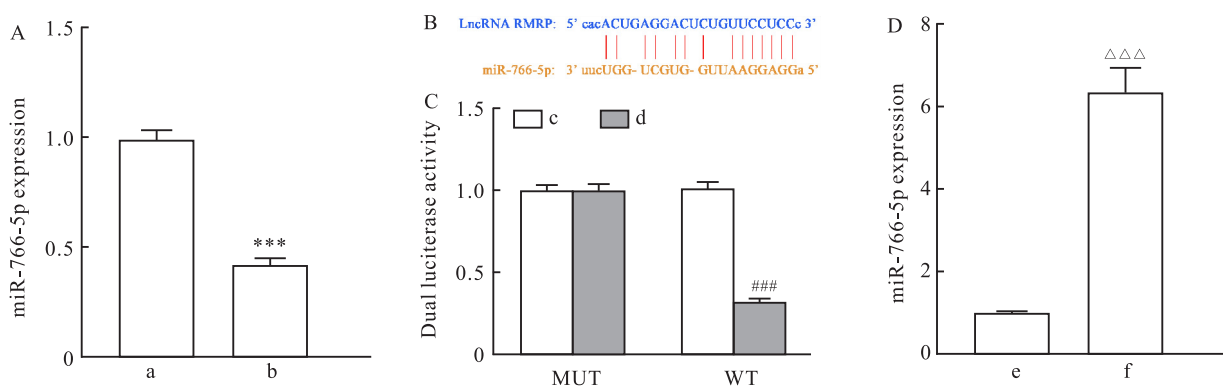 A
1.5
1.0
0.5
0
miR-766-5p expression
a
b
***
B
LncRNA RMRP: 5’ cacACUGAGGACUCUGUUCCUCCc 3’
miR-766-5p: 3’ uucUGG-UCGUG-GUUAAGGAGGa 5’
C
1.5
1.0
0.5
0
Dual luciterase activity
c
d
###
MUT
WT
D
8
6
4
2
0
miR-766-5p expression
△△△
e
f